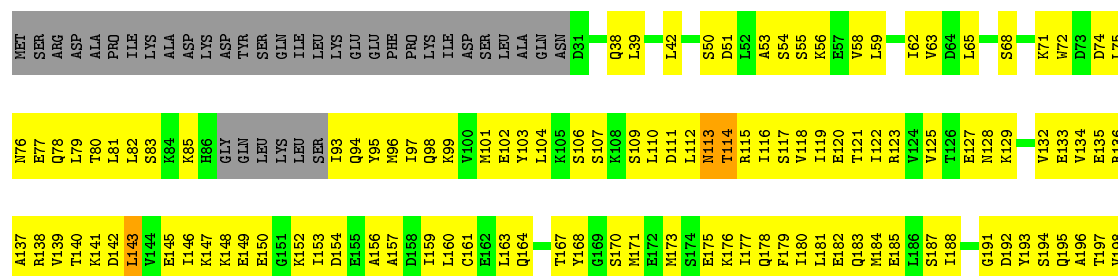 MET SER ARG ASP ALA PRO ILE LYS ALA ASP LYS ASP TYR SER GLN ILE LEU LYS GLU GLU PHE PRO LYS ILE ASP SER LEU ALA GLN ASN D31 Q38 L39 L42 S50 D51 L52 A53 S54 S55 K56 E57 V58 L59 I62 V63 D64 L65 S68 K71 W72 D73 D74
N76 E77 Q78 L79 T80 L81 L82 S83 K84 K85 H86 GLY GLN LEU LYS LEU SER I93 Q94 Y95 M96 I97 Q98 K99 V100 M101 E102 Y103 L104 K105 S106 S107 K108 S109 L110 D111 L112 N113 T114 R115 I116 S117 V118 I119 E120 T121 I122 R123 V124 V125 T126 E127 N128 K129 V132 E133 V134 E135
A137 R138 V139 T140 K141 D142 L143 V144 E145 I146 K147 K148 E149 E150 G151 K152 I153 D154 E155 A156 A157 D158 I159 L160 C161 E162 L163 Q164 T167 Y168 G169 S170 M171 E172 M173 S174 E175 K176 I177 Q178 F179 I180 L181 E182 Q183 M184 E185 L186 S187 I188 G191 D192 Y193 S194 Q195 A196 T197